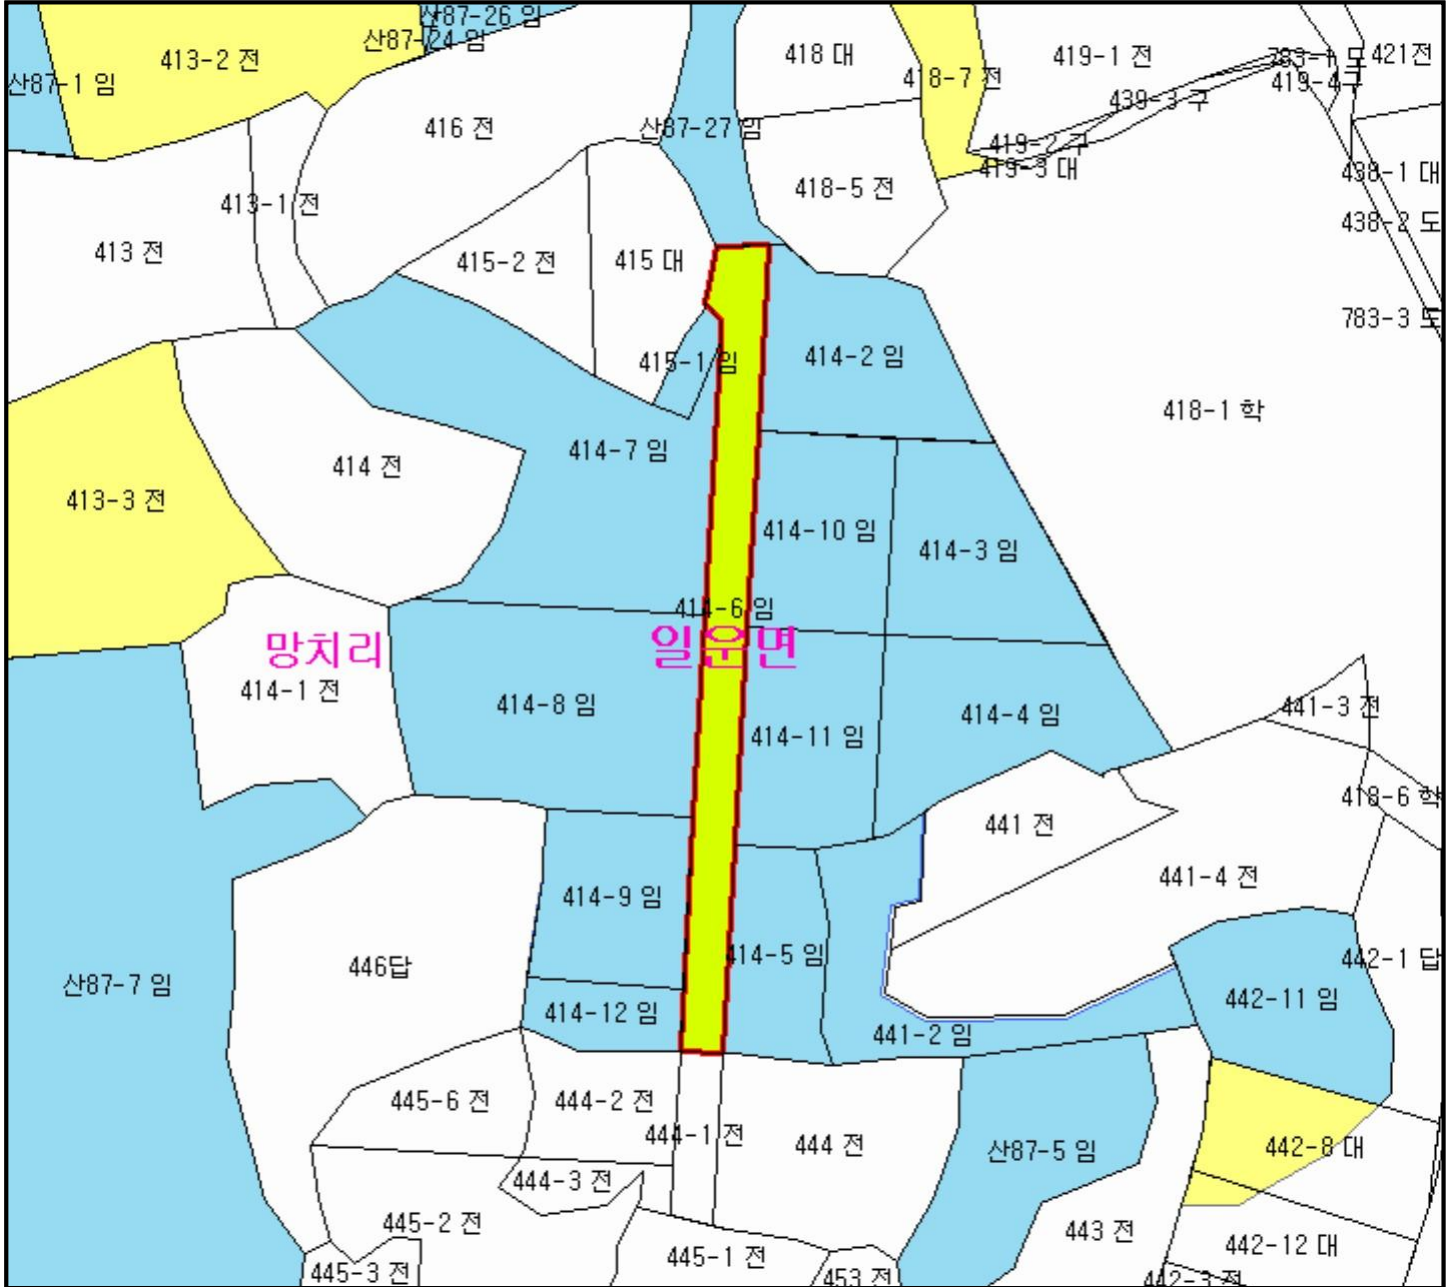 산87-26 임
산87-24 임
413-2 전
산87-1 임
416 전
산87-27 임
418 대
418-7 전
419-1 전
783-1 도
421전
419-4구
439-3 구
419-2 구
419-3 대
438-1 대
438-2 도
783-3 도
413-1 전
413 전
415-2 전
415 대
418-5 전
415-1 임
414-2 임
418-1 학
414-7 임
414 전
413-3 전
414-10 임
414-3 임
414-6 임
망치리
일운면
414-1 전
414-8 임
414-11 임
414-4 임
441-3 전
418-6 학
441 전
441-4 전
414-9 임
414-5 임
446답
산87-7 임
414-12 임
441-2 임
442-1 답
442-11 임
445-6 전
444-2 전
444-1 전
444 전
산87-5 임
442-8 대
444-3 전
445-2 전
443 전
442-12 대
445-3 전
445-1 전
453 전
442-3 전